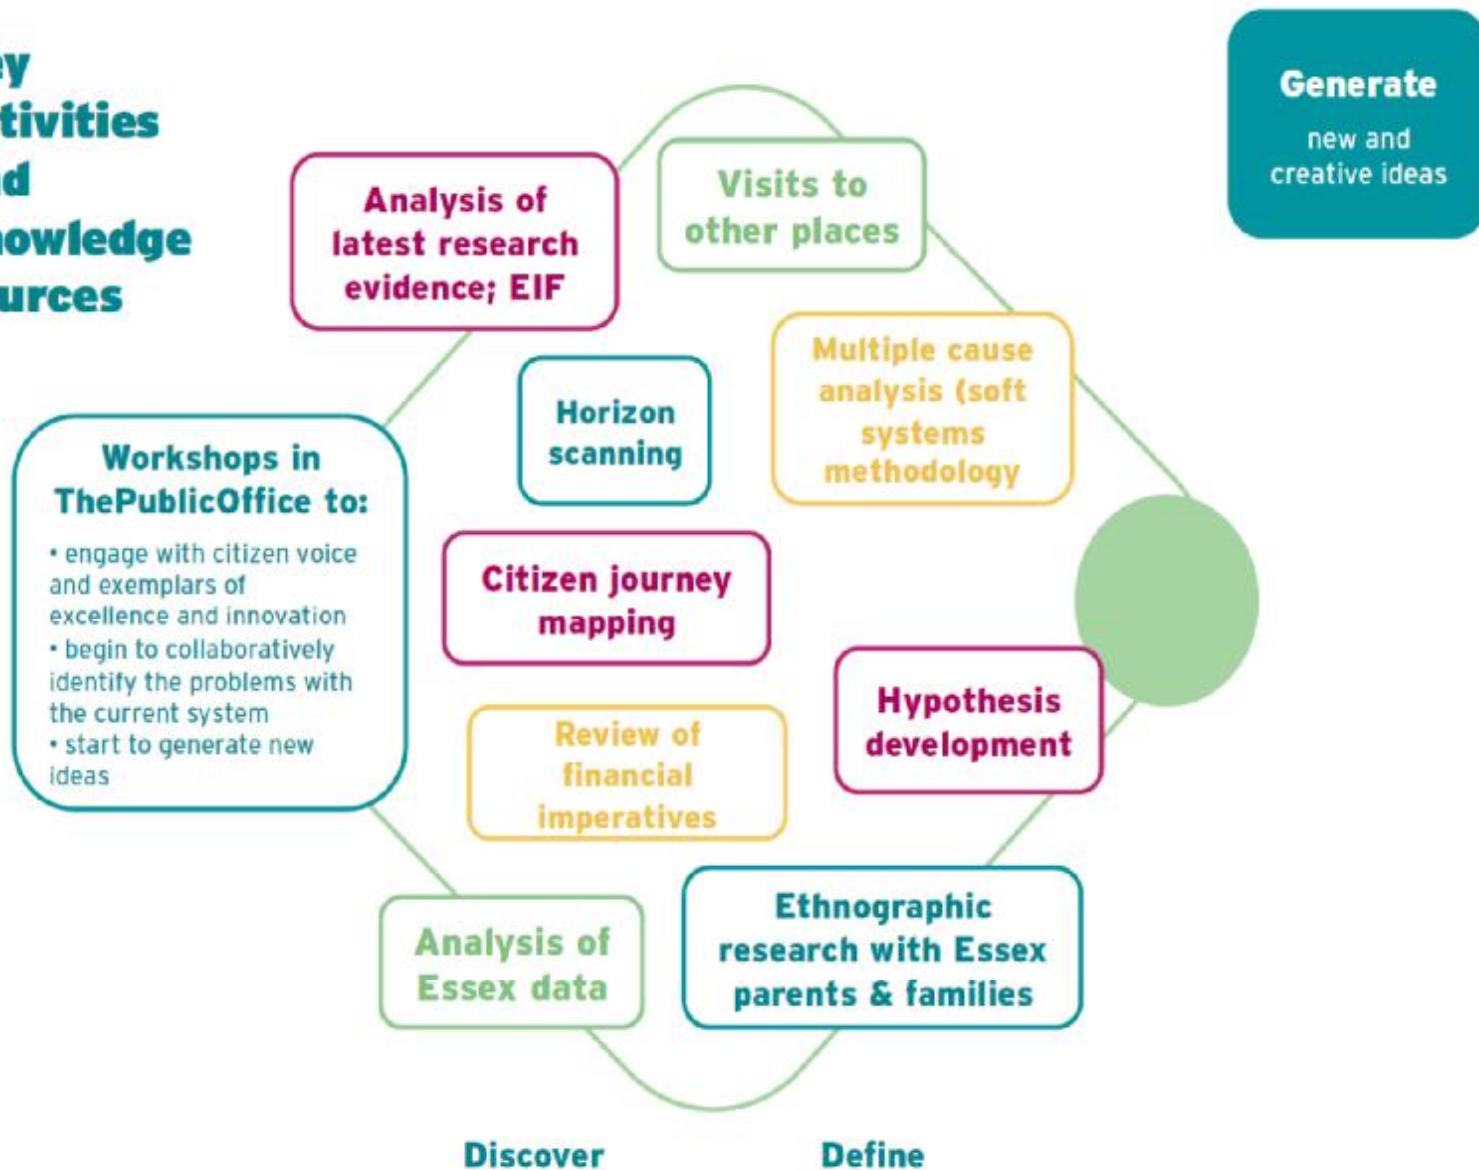 ey
tivities
d
nowledge
urces
Generate
new and
creative ideas
Analysis of
latest research
evidence; EIF
Visits to
other places
Multiple cause
analysis (soft
systems
methodology
Horizon
scanning
Workshops in
ThePublicOffice to:
• engage with citizen voice
and exemplars of
excellence and innovation
• begin to collaboratively
identify the problems with
the current system
• start to generate new
ideas
Citizen journey
mapping
Hypothesis
development
Review of
financial
imperatives
Analysis of
Essex data
Ethnographic
research with Essex
parents & families
Discover
Define